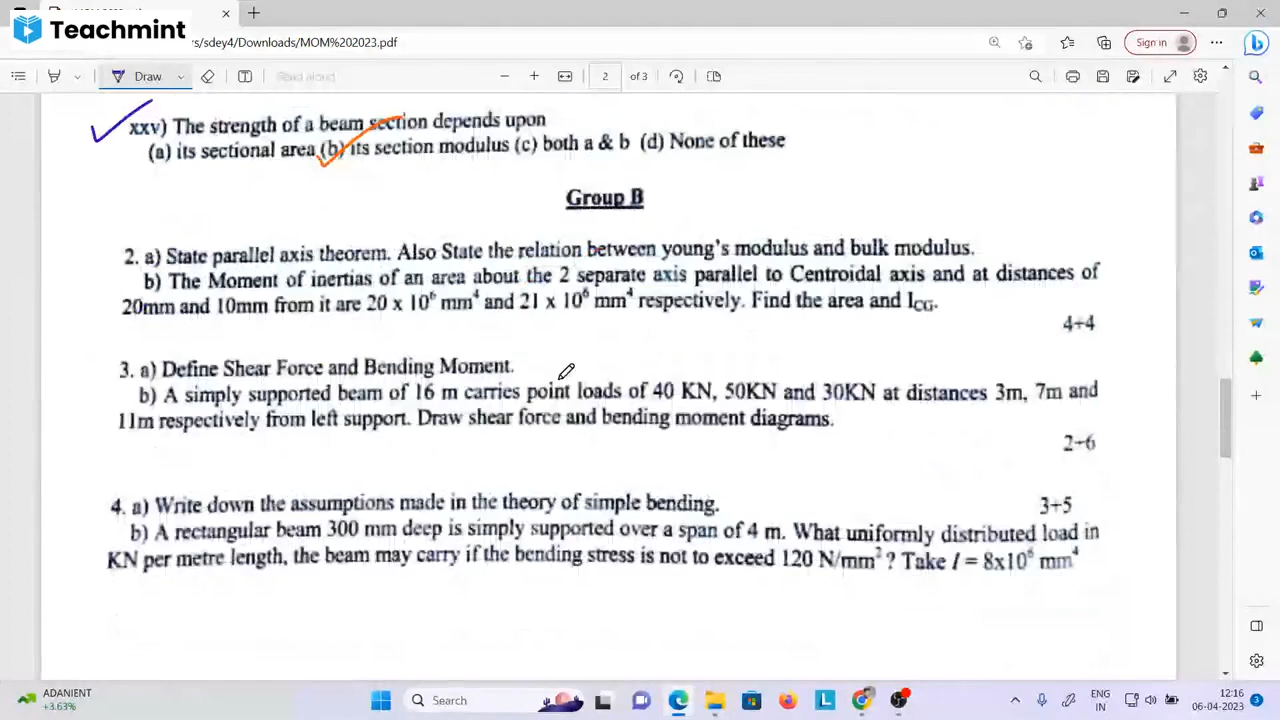 Teachmint
s/sdey4/Downloads/MOM%202023.pdf
Sign in
Draw
Read aloud
2 of 3
xxv) The strength of a beam section depends upon
(a) its sectional area (b) its section modulus (c) both a & b (d) None of these
Group B
2. a) State parallel axis theorem. Also State the relation between young's modulus and bulk modulus.
b) The Moment of inertias of an area about the 2 separate axis parallel to Centroidal axis and at distances of
20mm and 10mm from it are 20 x 10⁶ mm⁴ and 21 x 10⁶ mm⁴ respectively. Find the area and ICG.
4+4
3. a) Define Shear Force and Bending Moment.
b) A simply supported beam of 16 m carries point loads of 40 KN, 50KN and 30KN at distances 3m, 7m and
11m respectively from left support. Draw shear force and bending moment diagrams.
2+6
4. a) Write down the assumptions made in the theory of simple bending.
3+5
b) A rectangular beam 300 mm deep is simply supported over a span of 4 m. What uniformly distributed load in
KN per metre length, the beam may carry if the bending stress is not to exceed 120 N/mm² ? Take I = 8x10⁶ mm⁴
ADANIENT
+3.63%
Search
ENG
IN
12:16
06-04-2023
3